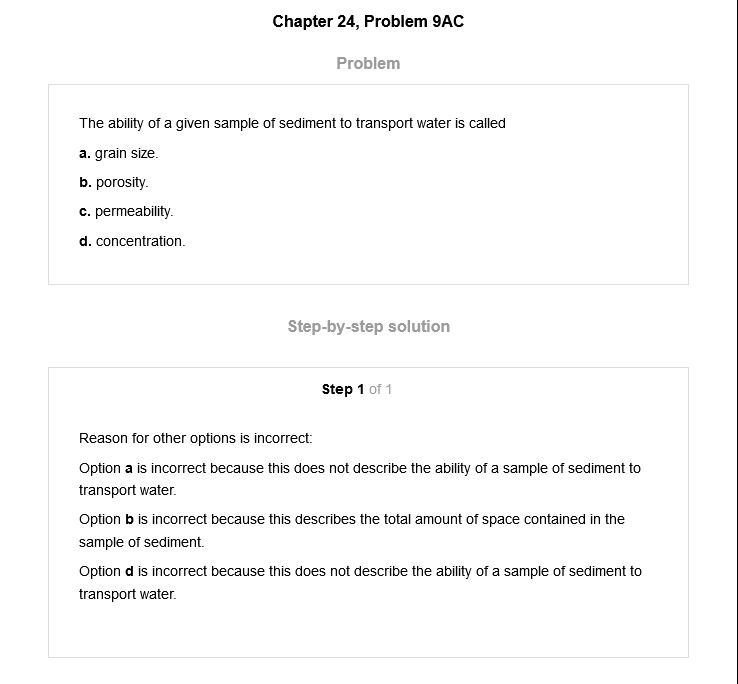 Chapter 24, Problem 9AC
Problem
The ability of a given sample of sediment to transport water is called
a. grain size.
b. porosity.
c. permeability.
d. concentration.
Step-by-step solution
Step 1 of 1
Reason for other options is incorrect:
Option a is incorrect because this does not describe the ability of a sample of sediment to
transport water.
Option b is incorrect because this describes the total amount of space contained in the
sample of sediment.
Option d is incorrect because this does not describe the ability of a sample of sediment to
transport water.